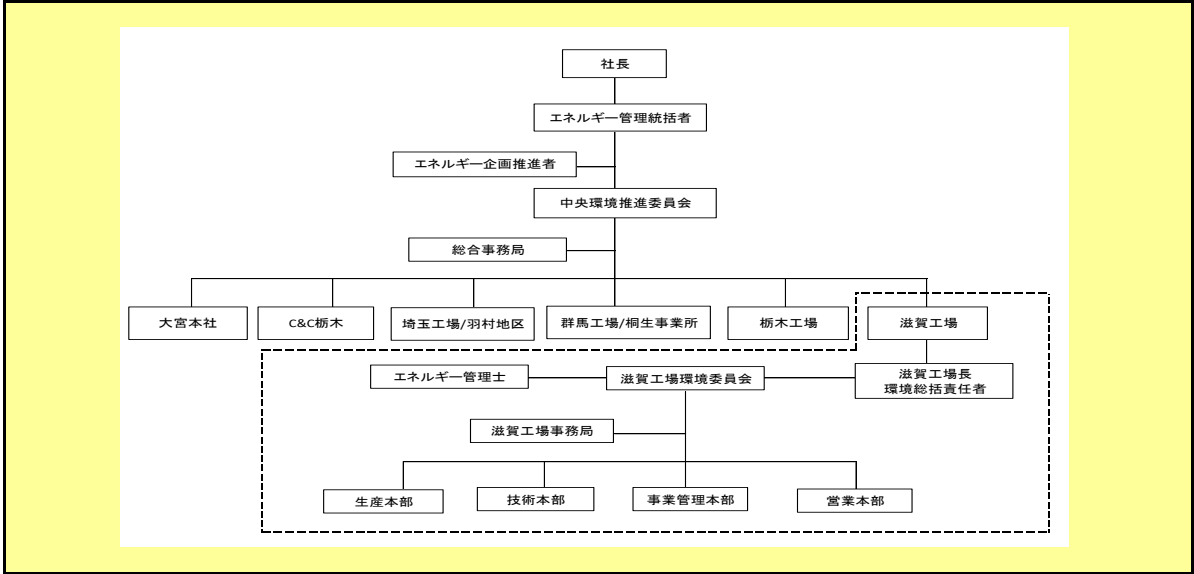 社長
エネルギー管理統括者
エネルギー企画推進者
中央環境推進委員会
総合事務局
大宮本社
C&C栃木
埼玉工場/羽村地区
群馬工場/桐生事業所
栃木工場
滋賀工場
エネルギー管理士
滋賀工場環境委員会
滋賀工場長
環境総括責任者
滋賀工場事務局
生産本部
技術本部
事業管理本部
営業本部